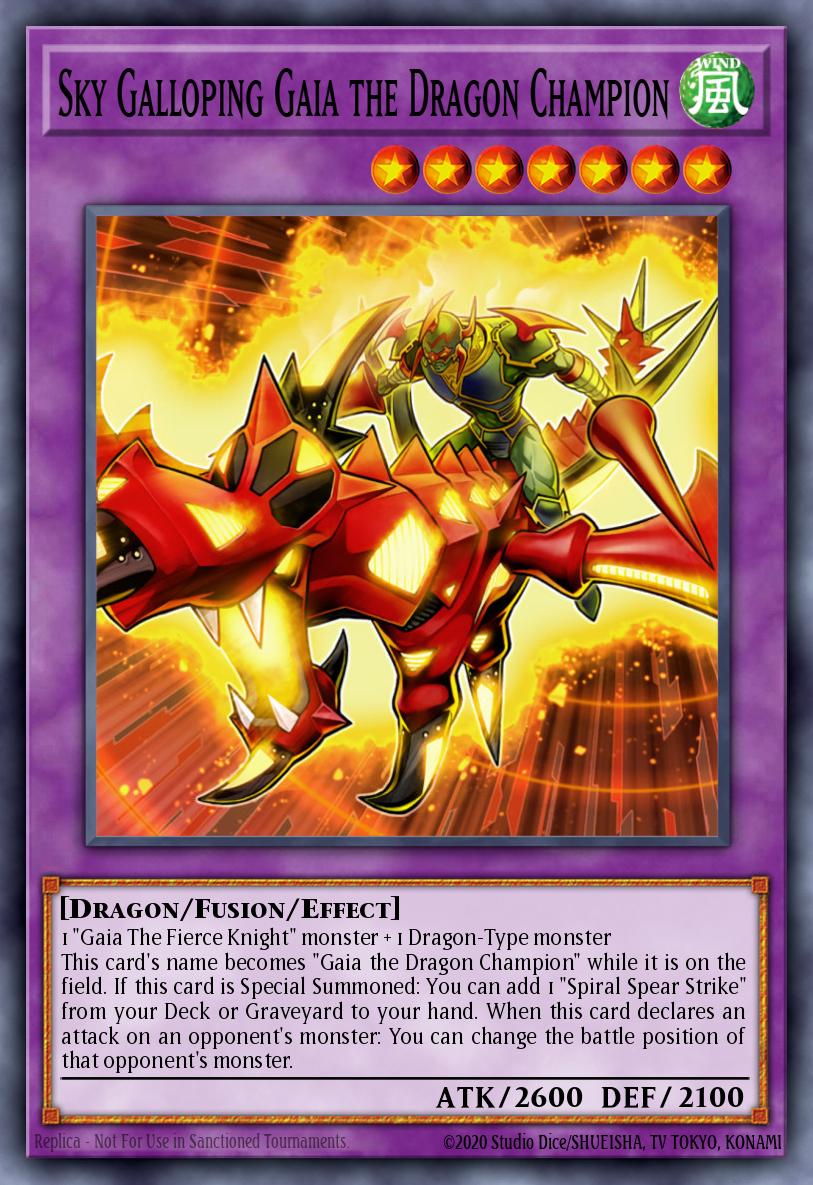 Sky Galloping Gaia the Dragon Champion
WIND
風
[Dragon/Fusion/Effect]
1 "Gaia The Fierce Knight" monster + 1 Dragon-Type monster
This card's name becomes "Gaia the Dragon Champion" while it is on the
field. If this card is Special Summoned: You can add 1 "Spiral Spear Strike"
from your Deck or Graveyard to your hand. When this card declares an
attack on an opponent's monster: You can change the battle position of
that opponent's monster.
ATK/2600 DEF/2100
Replica - Not For Use in Sanctioned Tournaments.
©2020 Studio Dice/SHUEISHA, TV TOKYO, KONAMI